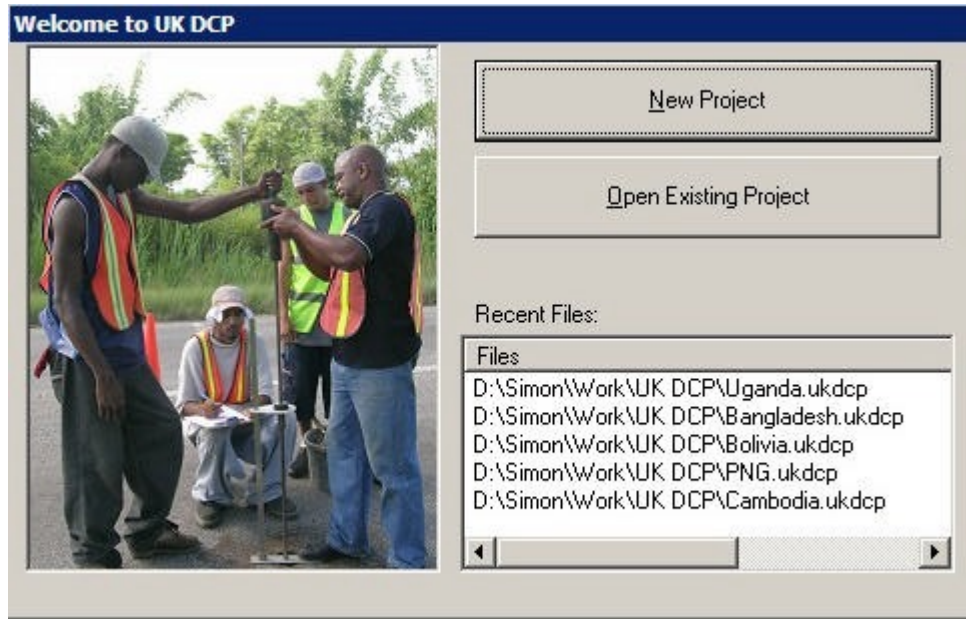 Welcome to UK DCP
New Project
Open Existing Project
Recent Files:
Files
D:\Simon\Work\UK DCP\Uganda.ukdcp
D:\Simon\Work\UK DCP\Bangladesh.ukdcp
D:\Simon\Work\UK DCP\Bolivia.ukdcp
D:\Simon\Work\UK DCP\PNG.ukdcp
D:\Simon\Work\UK DCP\Cambodia.ukdcp